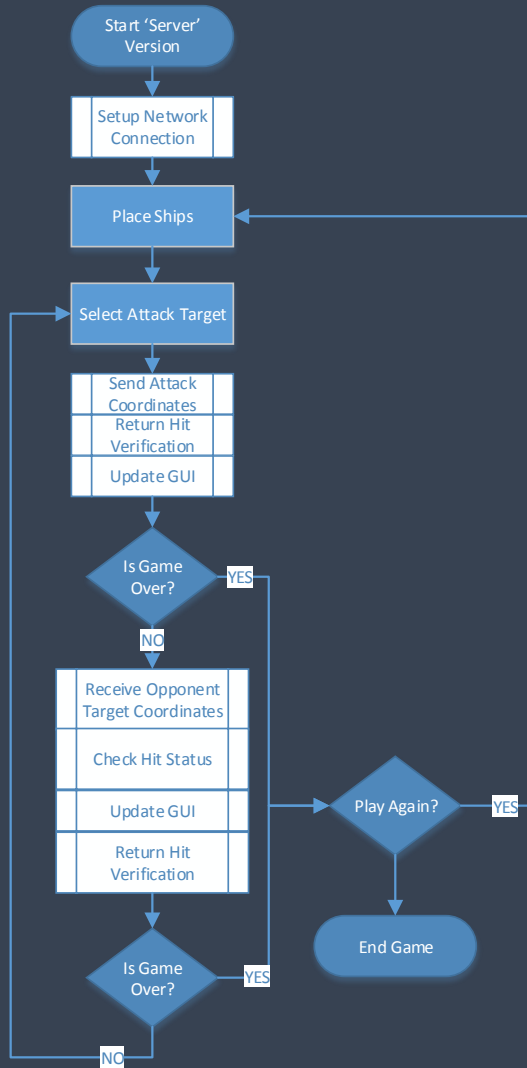 Start ‘Server’
Version
Setup Network
Connection
Place Ships
Select Attack Target
Send Attack
Coordinates
Return Hit
Verification
Update GUI
Is Game
Over?
YES
NO
Receive Opponent
Target Coordinates
Check Hit Status
Update GUI
Return Hit
Verification
Play Again?
YES
End Game
Is Game
Over?
YES
NO